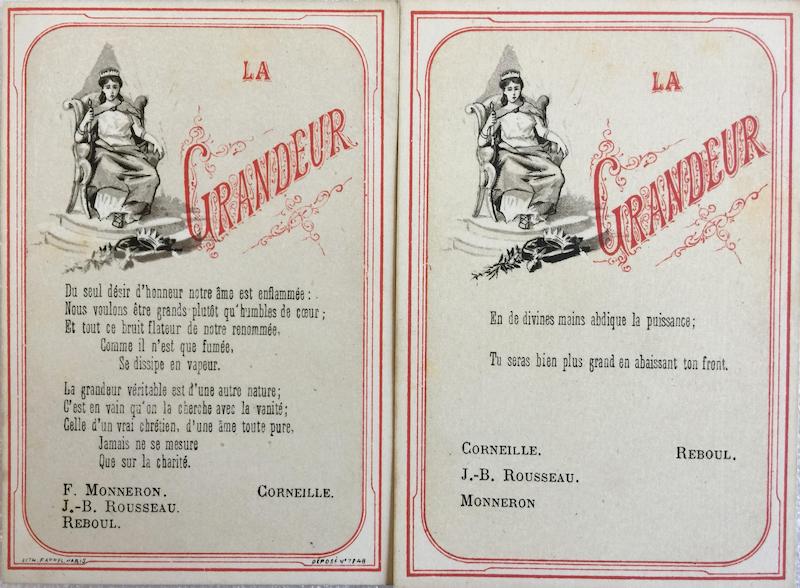 LA
GRANDEUR
Du seul désir d'honneur notre âme est enflammée :
Nous voulons être grands plutôt qu'humbles de cœur ;
Et tout ce bruit flateur de notre renommée,
Comme il n'est que fumée,
Se dissipe en vapeur.
La grandeur véritable est d'une autre nature ;
C'est en vain qu'on la cherche avec la vanité ;
Celle d'un vrai chrétien, d'une âme toute pure,
Jamais ne se mesure
Que sur la charité.
F. MONNERON. CORNEILLE.
J.-B. ROUSSEAU.
REBOUL.
PARIS DÉPOSÉ N°
LA
GRANDEUR
En de divines mains abdique la puissance ;
Tu seras bien plus grand en abaissant ton front.
CORNEILLE. REBOUL.
J.-B. ROUSSEAU.
MONNERON